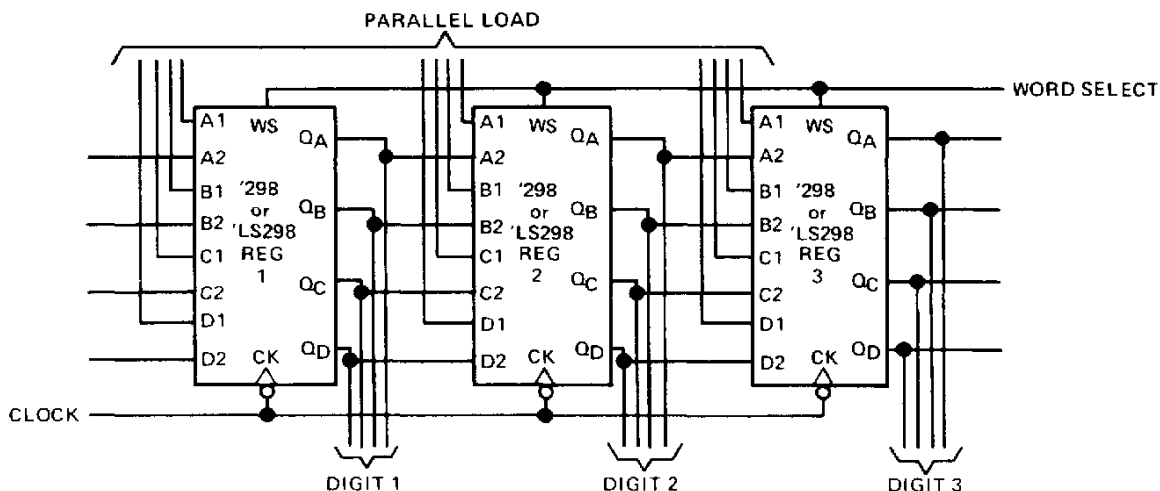 PARALLEL LOAD
WORD SELECT
A1 WS QA
A2
B1 '298
or QB
B2 'LS298
C1 REG
1
C2 QC
D1
D2 CK QD
A1 WS QA
A2
B1 '298
or QB
B2 'LS298
C1 REG
2
C2 QC
D1
D2 CK QD
A1 WS QA
A2
B1 '298
or QB
B2 'LS298
C1 REG
3
C2 QC
D1
D2 CK QD
CLOCK
DIGIT 1
DIGIT 2
DIGIT 3